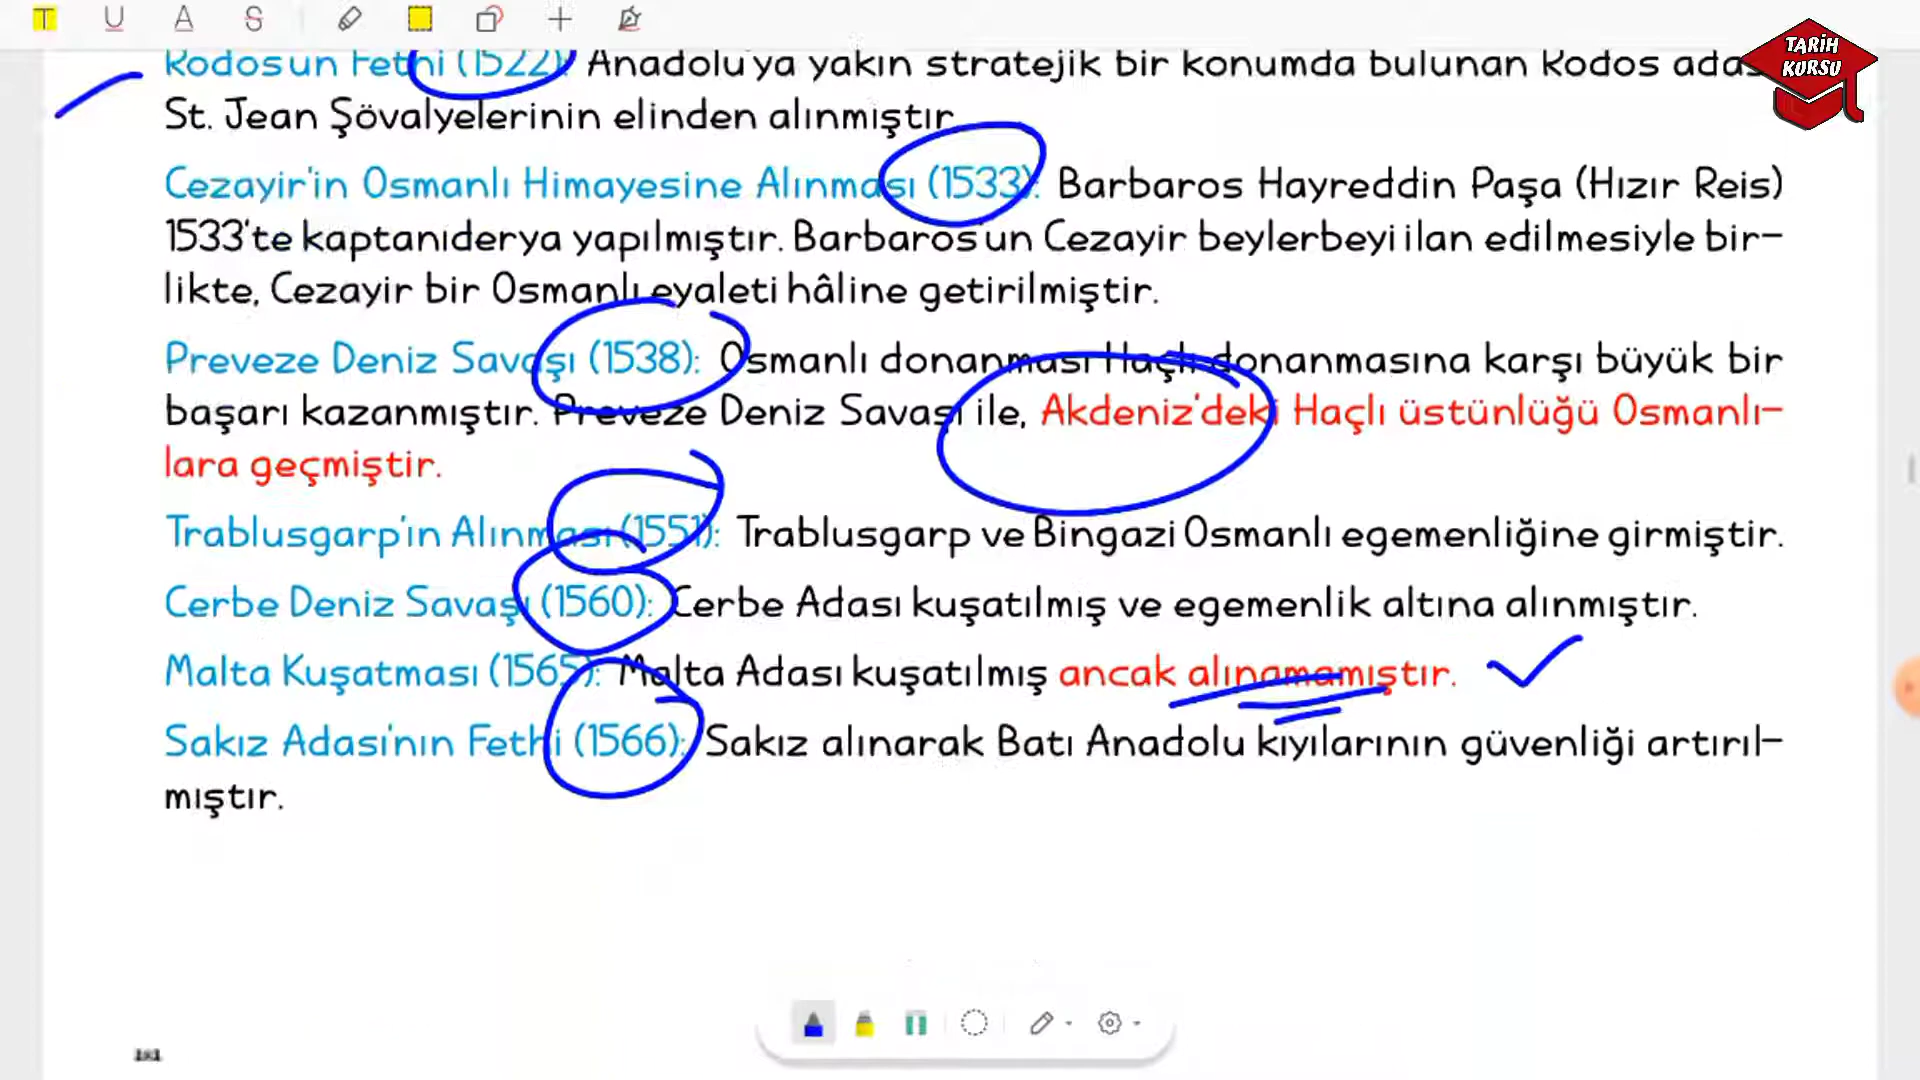 TARİH
KURSU
Rodosun Fethi (1522): Anadolu'ya yakın stratejik bir konumda bulunan Rodos adası
St. Jean Şövalyelerinin elinden alınmıştır
Cezayir'in Osmanlı Himayesine Alınması (1533): Barbaros Hayreddin Paşa (Hızır Reis)
1533'te kaptanıderya yapılmıştır. Barbaros'un Cezayir beylerbeyi ilan edilmesiyle bir-
likte, Cezayir bir Osmanlı eyaleti hâline getirilmiştir.
Preveze Deniz Savaşı (1538): Osmanlı donanması Haçlı donanmasına karşı büyük bir
başarı kazanmıştır. Preveze Deniz Savaşı ile, Akdeniz'deki Haçlı üstünlüğü Osmanlı-
lara geçmiştir.
Trablusgarp'ın Alınması (1551): Trablusgarp ve Bingazi Osmanlı egemenliğine girmiştir.
Cerbe Deniz Savaşı (1560): Cerbe Adası kuşatılmış ve egemenlik altına alınmıştır.
Malta Kuşatması (1565): Malta Adası kuşatılmış ancak alınamamıştır.
Sakız Adası'nın Fethi (1566): Sakız alınarak Batı Anadolu kıyılarının güvenliği artırıl-
mıştır.